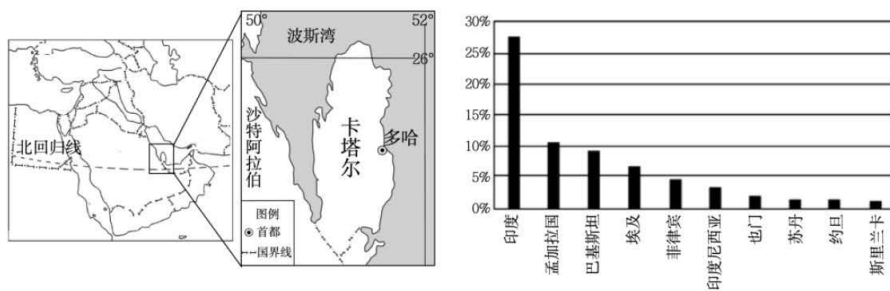 北回归线
50°
52°
波斯湾
26°
沙特阿拉伯
卡塔尔
多哈
图例
首都
国界线
30%
25%
20%
15%
10%
5%
0%
印度
孟加拉国
巴基斯坦
埃及
菲律宾
印度尼西亚
也门
苏丹
约旦
斯里兰卡